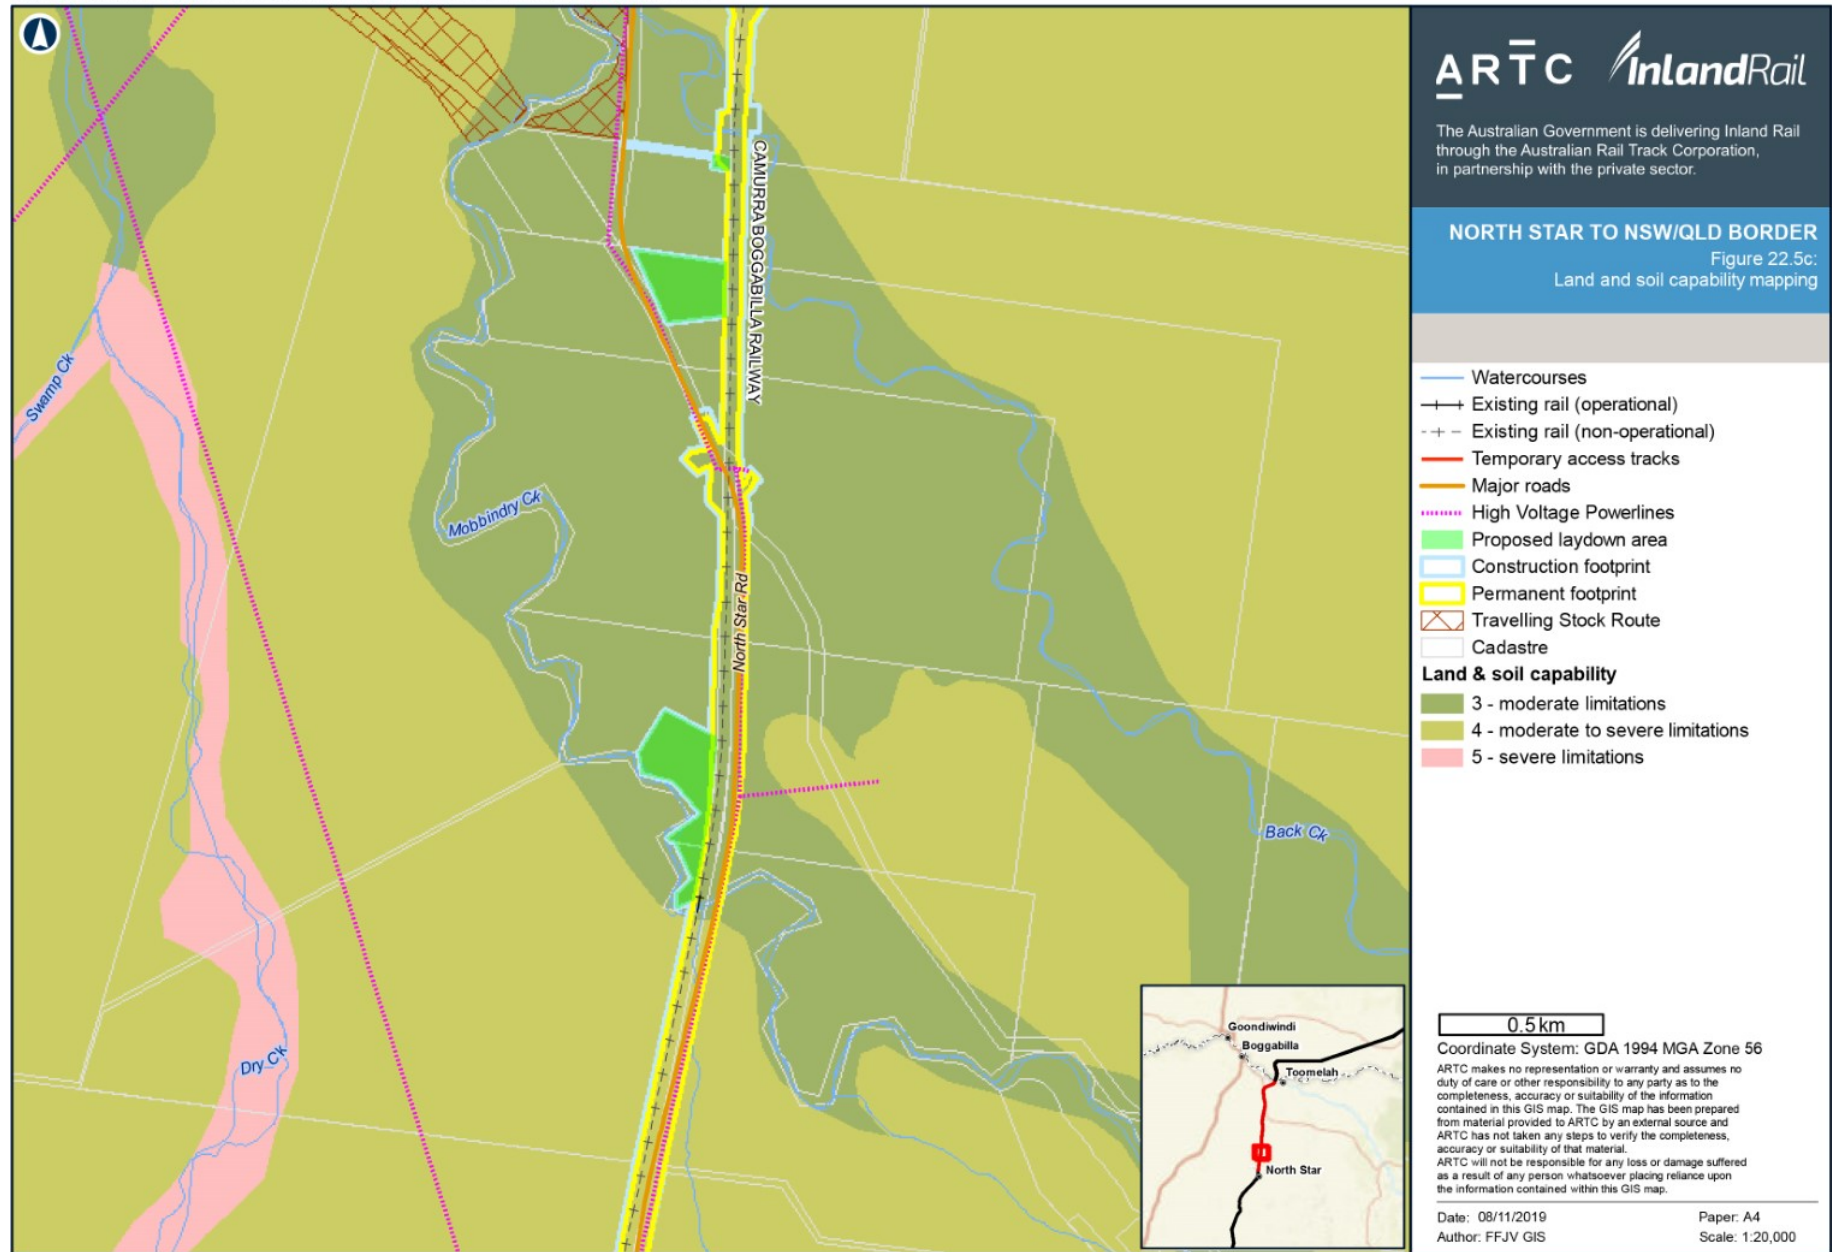 ARTC InlandRail
The Australian Government is delivering Inland Rail
through the Australian Rail Track Corporation,
in partnership with the private sector.
NORTH STAR TO NSW/QLD BORDER
Figure 22.5c:
Land and soil capability mapping
Watercourses
Existing rail (operational)
Existing rail (non-operational)
Temporary access tracks
Major roads
High Voltage Powerlines
Proposed laydown area
Construction footprint
Permanent footprint
Travelling Stock Route
Cadastre
Land & soil capability
3 - moderate limitations
4 - moderate to severe limitations
5 - severe limitations
0.5 km
Coordinate System: GDA 1994 MGA Zone 56
ARTC makes no representation or warranty and assumes no
duty of care or other responsibility to any party as to the
completeness, accuracy or suitability of the information
contained in this GIS map. The GIS map has been prepared
from material provided to ARTC by an external source and
ARTC has not taken any steps to verify the completeness,
accuracy or suitability of that material.
ARTC will not be responsible for any loss or damage suffered
as a result of any person whatsoever placing reliance upon
the information contained within this GIS map.
Date: 08/11/2019 Paper: A4
Author: FFJV GIS Scale: 1:20,000
CAMURRA BOGGABILLA RAILWAY
Swamp Ck
Mobbindry Ck
North Star Rd
Back Ck
Dry Ck
Goondiwindi
Boggabilla
Toomelah
North Star